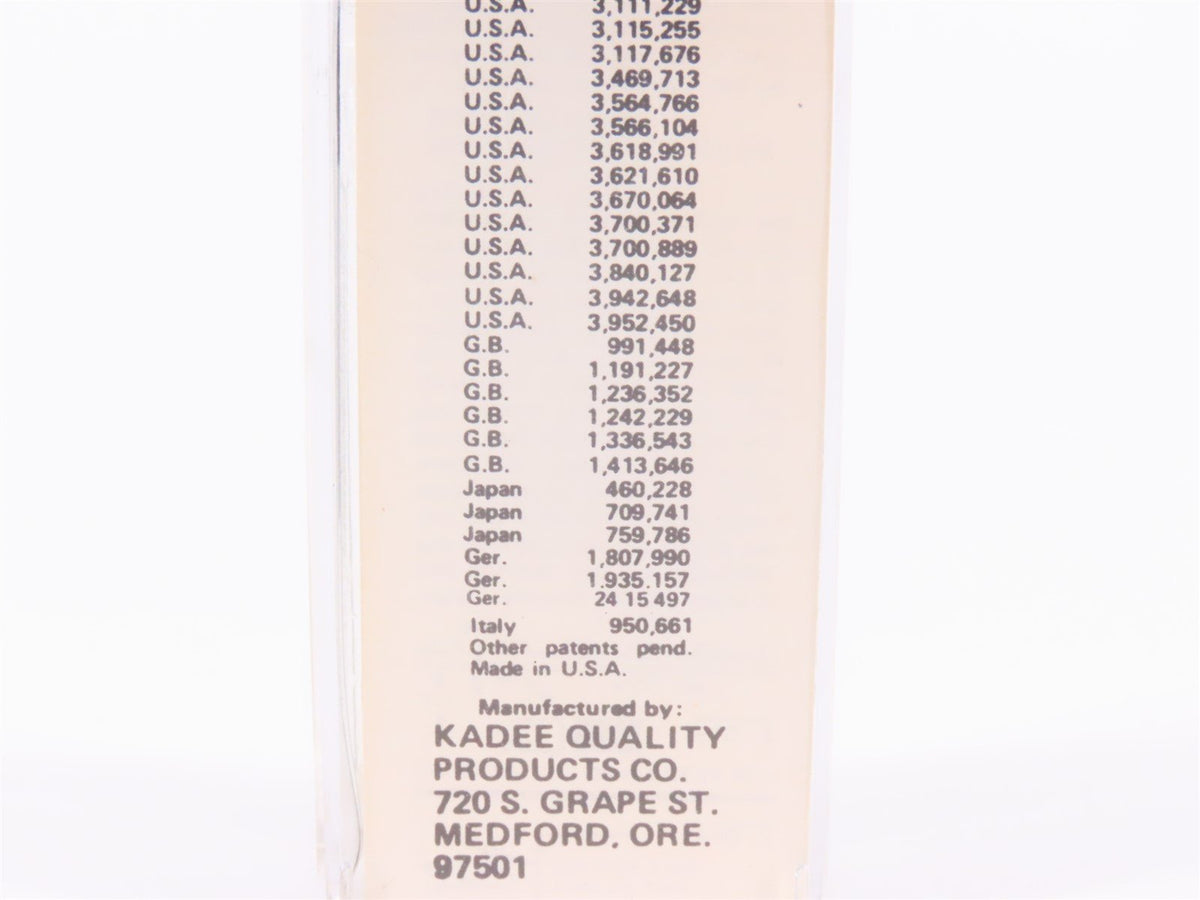 U.S.A. 3,111,229
U.S.A. 3,115,255
U.S.A. 3,117,676
U.S.A. 3,469,713
U.S.A. 3,564,766
U.S.A. 3,566,104
U.S.A. 3,618,991
U.S.A. 3,621,610
U.S.A. 3,670,064
U.S.A. 3,700,371
U.S.A. 3,700,889
U.S.A. 3,840,127
U.S.A. 3,942,648
U.S.A. 3,952,450
G.B. 991,448
G.B. 1,191,227
G.B. 1,236,352
G.B. 1,242,229
G.B. 1,336,543
G.B. 1,413,646
Japan 460,228
Japan 709,741
Japan 759,786
Ger. 1,807,990
Ger. 1.935.157
Ger. 24 15 497
Italy 950,661
Other patents pend.
Made in U.S.A.
Manufactured by:
KADEE QUALITY
PRODUCTS CO.
720 S. GRAPE ST.
MEDFORD, ORE.
97501